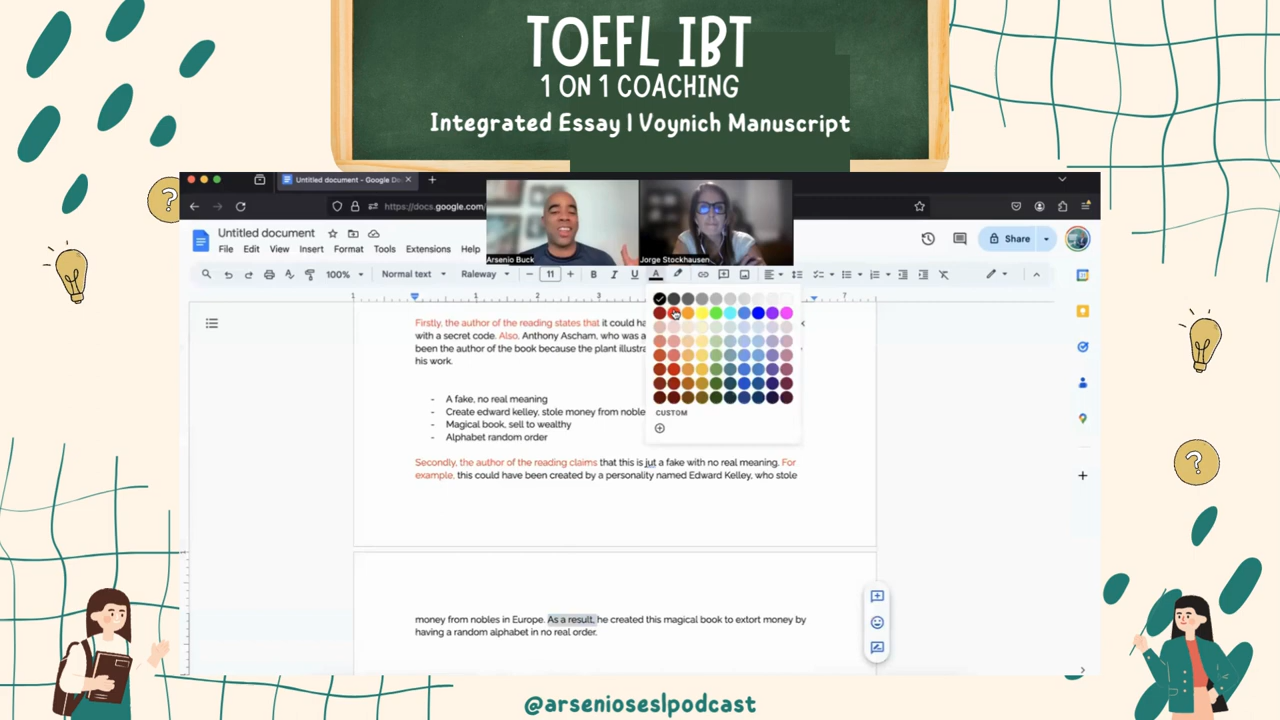 TOEFL IBT
1 ON 1 COACHING
Integrated Essay | Voynich Manuscript
Untitled document - Google Do
https://docs.google.com/
Arsenio Buck
Jorge Stockhausen
Untitled document
Share
File Edit View Insert Format Tools Extensions Help
100% Normal text Raleway 11 B I U A
1 1 2 3 7
Firstly, the author of the reading states that it could ha
with a secret code. Also, Anthony Ascham, who was a
been the author of the book because the plant illustra
his work.
- A fake, no real meaning
- Create edward kelley, stole money from noble
- Magical book, sell to wealthy
- Alphabet random order
CUSTOM
Secondly, the author of the reading claims that this is jut a fake with no real meaning. For
example, this could have been created by a personality named Edward Kelley, who stole
money from nobles in Europe. As a result, he created this magical book to extort money by
having a random alphabet in no real order.
@arsenioseslpodcast